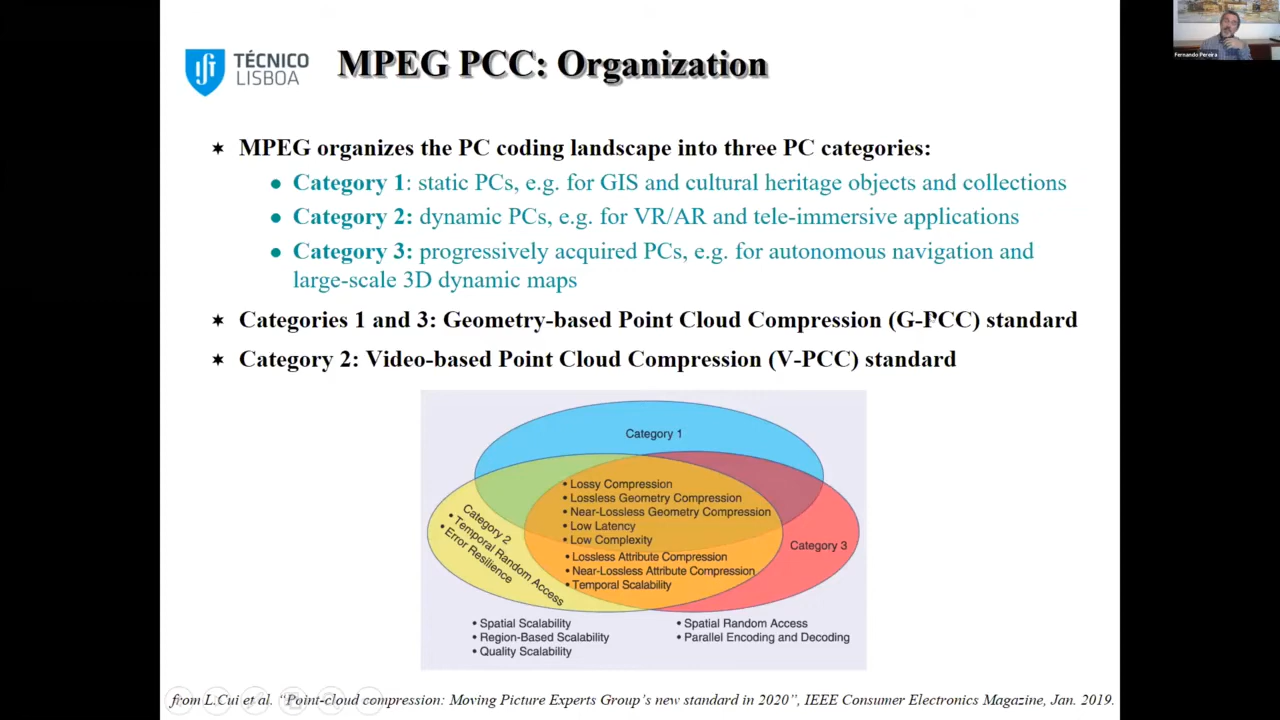 Fernando Pereira
TÉCNICO
LISBOA
MPEG PCC: Organization
MPEG organizes the PC coding landscape into three PC categories:
Category 1: static PCs, e.g. for GIS and cultural heritage objects and collections
Category 2: dynamic PCs, e.g. for VR/AR and tele-immersive applications
Category 3: progressively acquired PCs, e.g. for autonomous navigation and
large-scale 3D dynamic maps
Categories 1 and 3: Geometry-based Point Cloud Compression (G-PCC) standard
Category 2: Video-based Point Cloud Compression (V-PCC) standard
Category 1
• Lossy Compression
• Lossless Geometry Compression
• Near-Lossless Geometry Compression
• Low Latency
• Low Complexity
• Lossless Attribute Compression
• Near-Lossless Attribute Compression
• Temporal Scalability
Category 2
• Temporal Random Access
• Error Resilience
Category 3
• Spatial Scalability
• Region-Based Scalability
• Quality Scalability
• Spatial Random Access
• Parallel Encoding and Decoding
from L.Cui et al. “Point-cloud compression: Moving Picture Experts Group’s new standard in 2020”, IEEE Consumer Electronics Magazine, Jan. 2019.